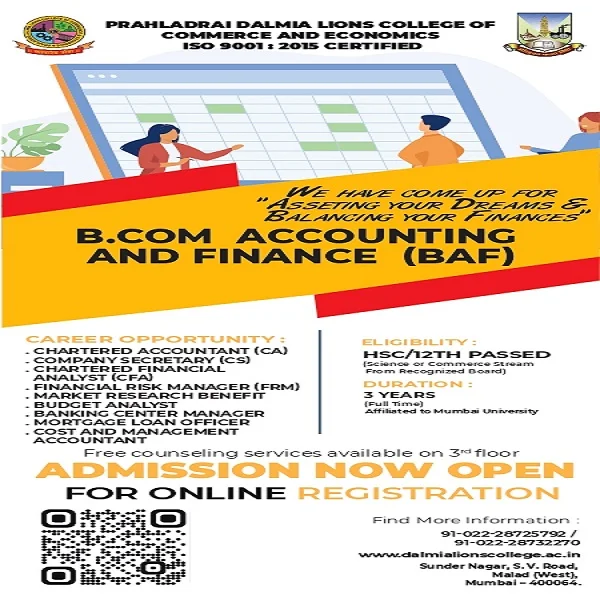 PRAHLADRAI DALMIA LIONS COLLEGE OF
COMMERCE AND ECONOMICS
ISO 9001 : 2015 CERTIFIED
WE HAVE COME UP FOR
"ASSETING YOUR DREAMS &
BALANCING YOUR FINANCES"
B.COM ACCOUNTING
AND FINANCE (BAF)
CAREER OPPORTUNITY :
. CHARTERED ACCOUNTANT (CA)
. COMPANY SECRETARY (CS)
. CHARTERED FINANCIAL
ANALYST (CFA)
. FINANCIAL RISK MANAGER (FRM)
. MARKET RESEARCH BENEFIT
. BUDGET ANALYST
. BANKING CENTER MANAGER
. MORTGAGE LOAN OFFICER
. COST AND MANAGEMENT
ACCOUNTANT
ELIGIBILITY :
HSC/12TH PASSED
(Science or Commerce Stream
From Recognized Board)
DURATION :
3 YEARS
(Full Time)
Affiliated to Mumbai University
Free counseling services available on 3rd floor
ADMISSION NOW OPEN
FOR ONLINE REGISTRATION
Find More Information :
91-022-28725792 /
91-022-28732270
www.dalmialionscollege.ac.in
Sunder Nagar, S.V. Road,
Malad (West),
Mumbai – 400064.